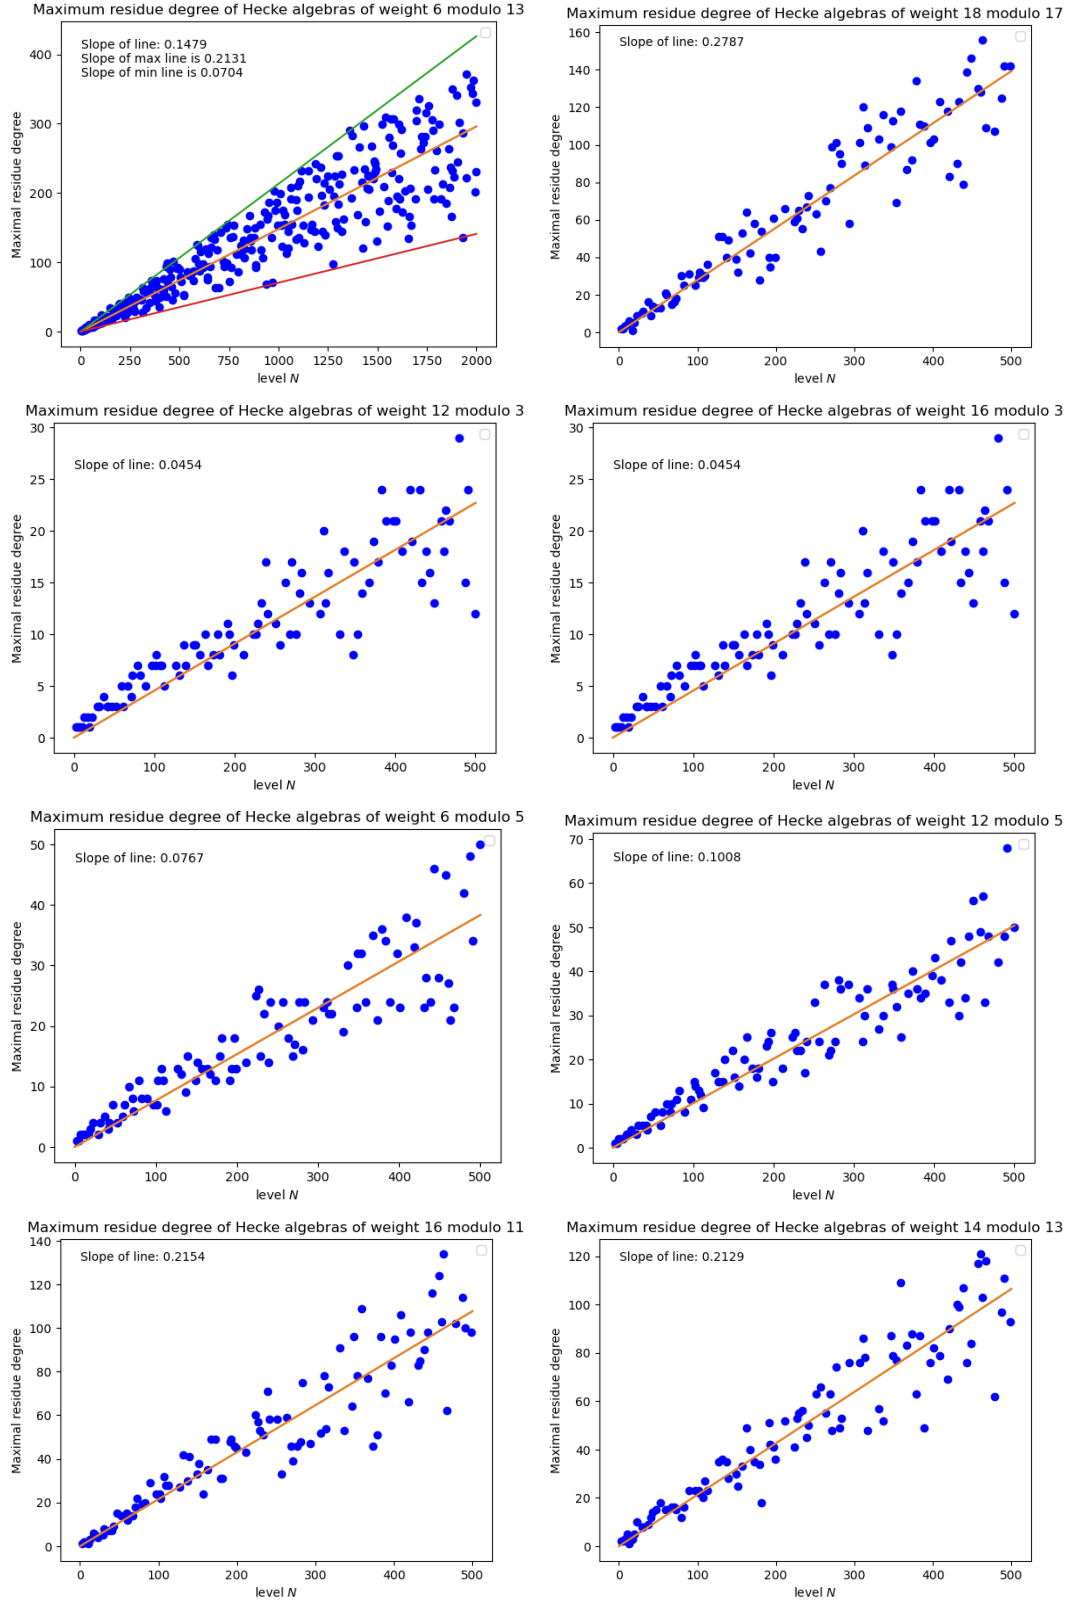 Maximum residue degree of Hecke algebras of weight 6 modulo 13
Slope of line: 0.1479
Slope of max line is 0.2131
Slope of min line is 0.0704
Maximal residue degree
400
300
200
100
0
0 250 500 750 1000 1250 1500 1750 2000
level N
Maximum residue degree of Hecke algebras of weight 18 modulo 17
Slope of line: 0.2787
Maximal residue degree
160
140
120
100
80
60
40
20
0
0 100 200 300 400 500
level N
Maximum residue degree of Hecke algebras of weight 12 modulo 3
Slope of line: 0.0454
Maximal residue degree
30
25
20
15
10
5
0
0 100 200 300 400 500
level N
Maximum residue degree of Hecke algebras of weight 16 modulo 3
Slope of line: 0.0454
Maximal residue degree
30
25
20
15
10
5
0
0 100 200 300 400 500
level N
Maximum residue degree of Hecke algebras of weight 6 modulo 5
Slope of line: 0.0767
Maximal residue degree
50
40
30
20
10
0
0 100 200 300 400 500
level N
Maximum residue degree of Hecke algebras of weight 12 modulo 5
Slope of line: 0.1008
Maximal residue degree
70
60
50
40
30
20
10
0
0 100 200 300 400 500
level N
Maximum residue degree of Hecke algebras of weight 16 modulo 11
Slope of line: 0.2154
Maximal residue degree
140
120
100
80
60
40
20
0
0 100 200 300 400 500
level N
Maximum residue degree of Hecke algebras of weight 14 modulo 13
Slope of line: 0.2129
Maximal residue degree
120
100
80
60
40
20
0
0 100 200 300 400 500
level N